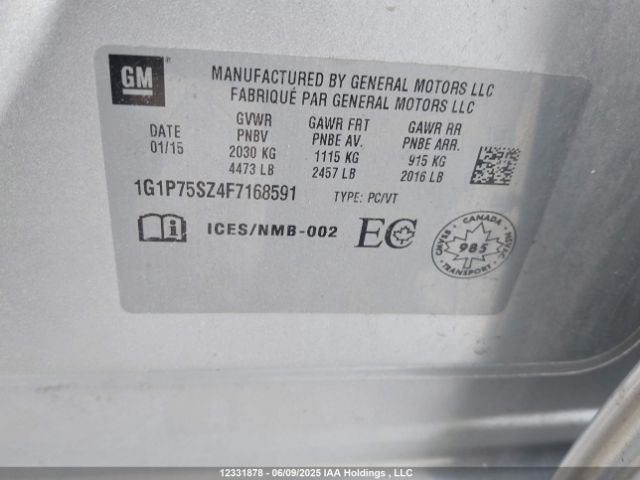 GM
MANUFACTURED BY GENERAL MOTORS LLC
FABRIQUÉ PAR GENERAL MOTORS LLC
DATE
01/15
GVWR
PNBV
2030 KG
4473 LB
GAWR FRT
PNBE AV.
1115 KG
2457 LB
GAWR RR
PNBE ARR.
915 KG
2016 LB
1G1P75SZ4F7168591 TYPE: PC/VT
ICES/NMB-002 EC
CANADA
CMVSS 985 NSVAC
TRANSPORT
12331878 - 06/09/2025 IAA Holdings , LLC